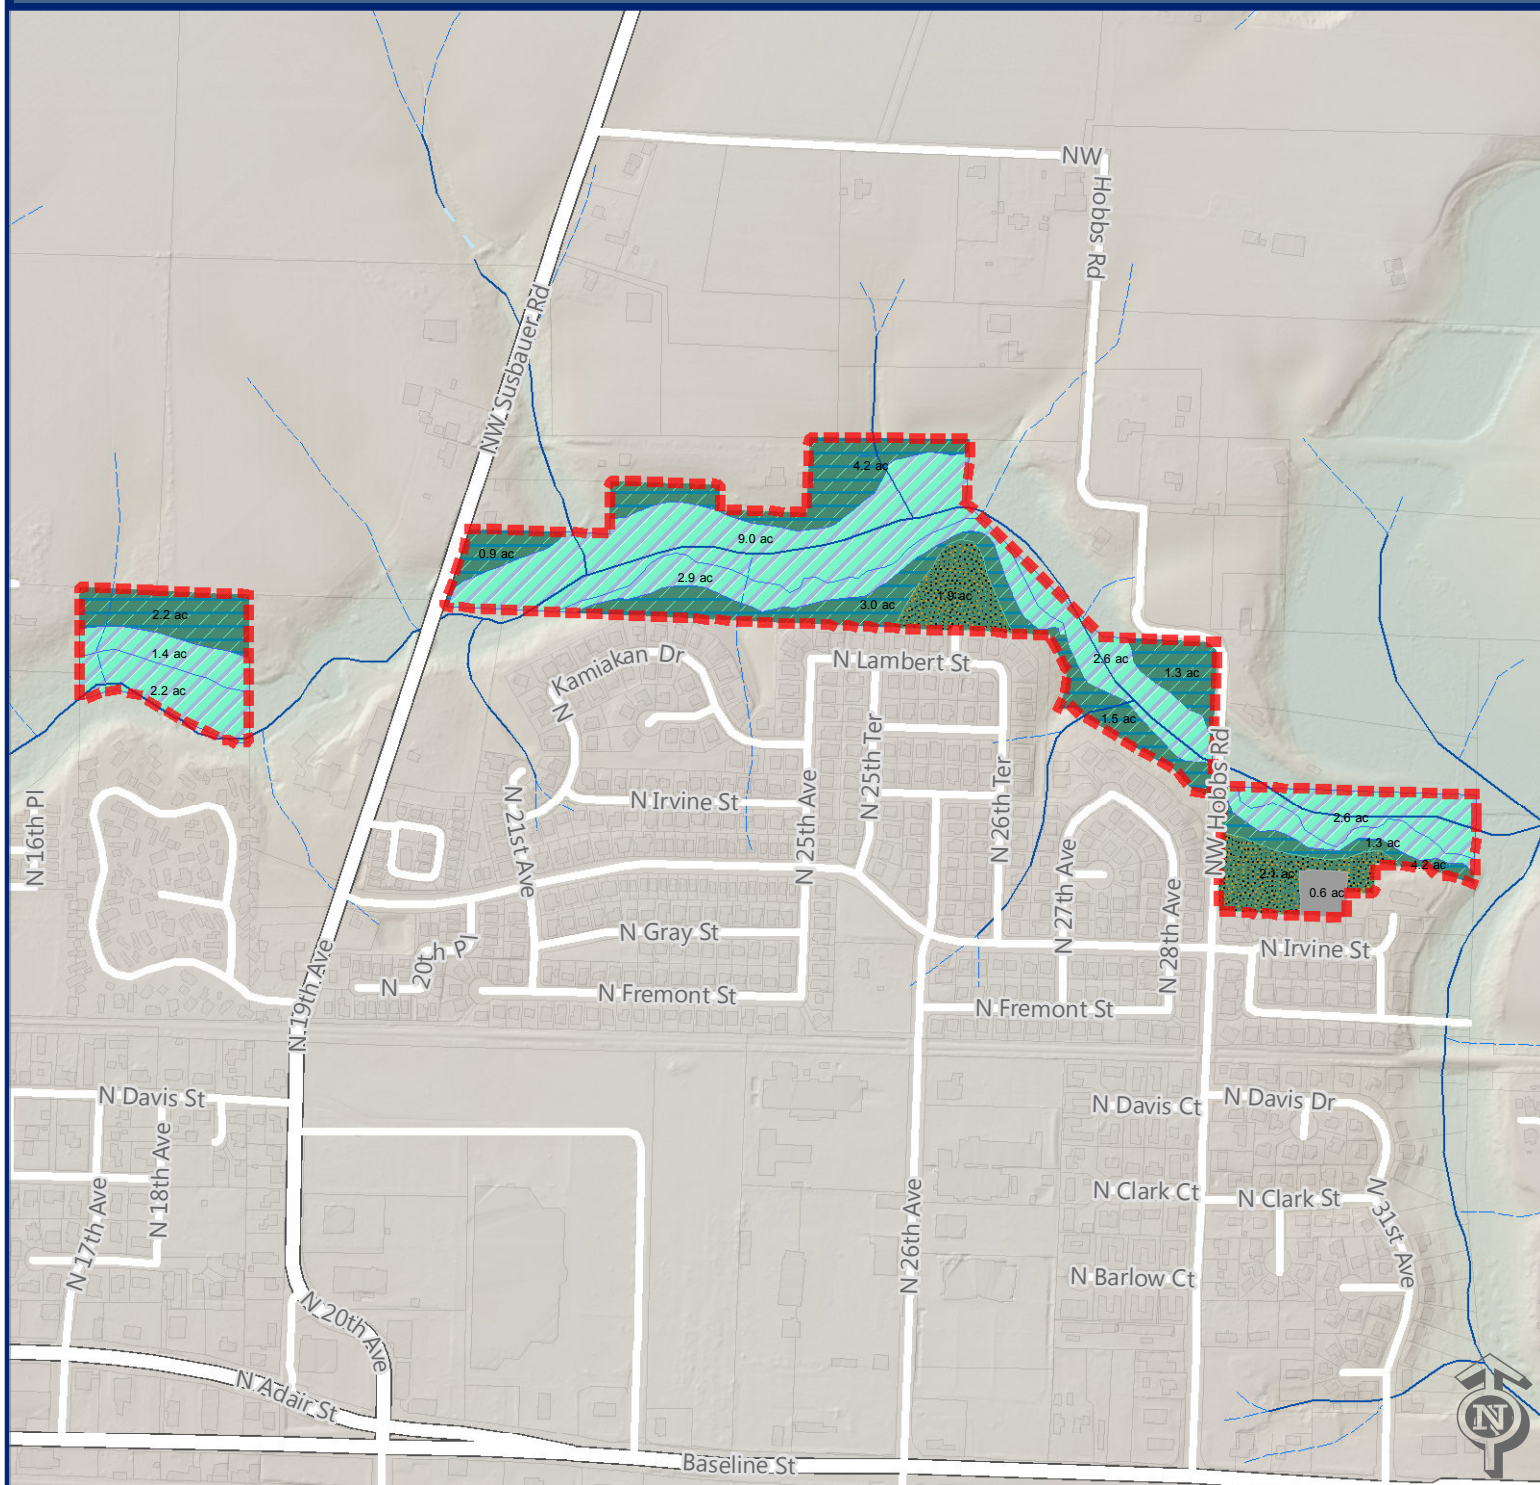 NW
Hobbs Rd
NW Susbauer Rd
4.2 ac
9.0 ac
0.9 ac
2.9 ac
3.0 ac
1.9 ac
2.2 ac
1.4 ac
2.2 ac
2.6 ac
1.3 ac
1.5 ac
Kamiakan Dr
N
N Lambert St
N 25th Ter
N 26th Ter
NW Hobbs Rd
2.6 ac
1.3 ac
4.2 ac
2.1 ac
0.6 ac
N 16th Pl
N 21st Ave
N Irvine St
N 25th Ave
N 27th Ave
N 28th Ave
N Gray St
N 20th Pl
N Fremont St
N Fremont St
N Irvine St
N 19th Ave
N Davis St
N 17th Ave
N 18th Ave
N 20th Ave
N Adair St
N 26th Ave
N Davis Ct
N Davis Dr
N Clark Ct
N Clark St
N 31st Ave
N Barlow Ct
Baseline St
N